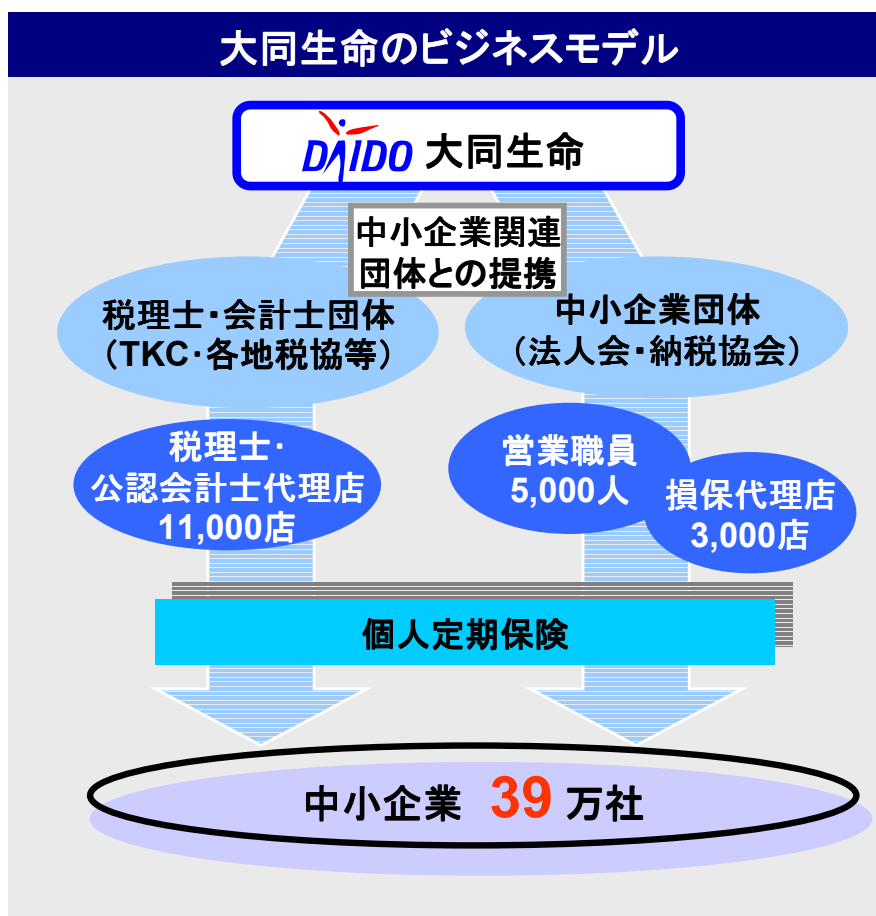 大同生命のビジネスモデル
DAIDO 大同生命
中小企業関連
団体との提携
税理士・会計士団体
（TKC・各地税協等）
中小企業団体
（法人会・納税協会）
税理士・
公認会計士代理店
11,000店
営業職員
5,000人
損保代理店
3,000店
個人定期保険
中小企業 39 万社